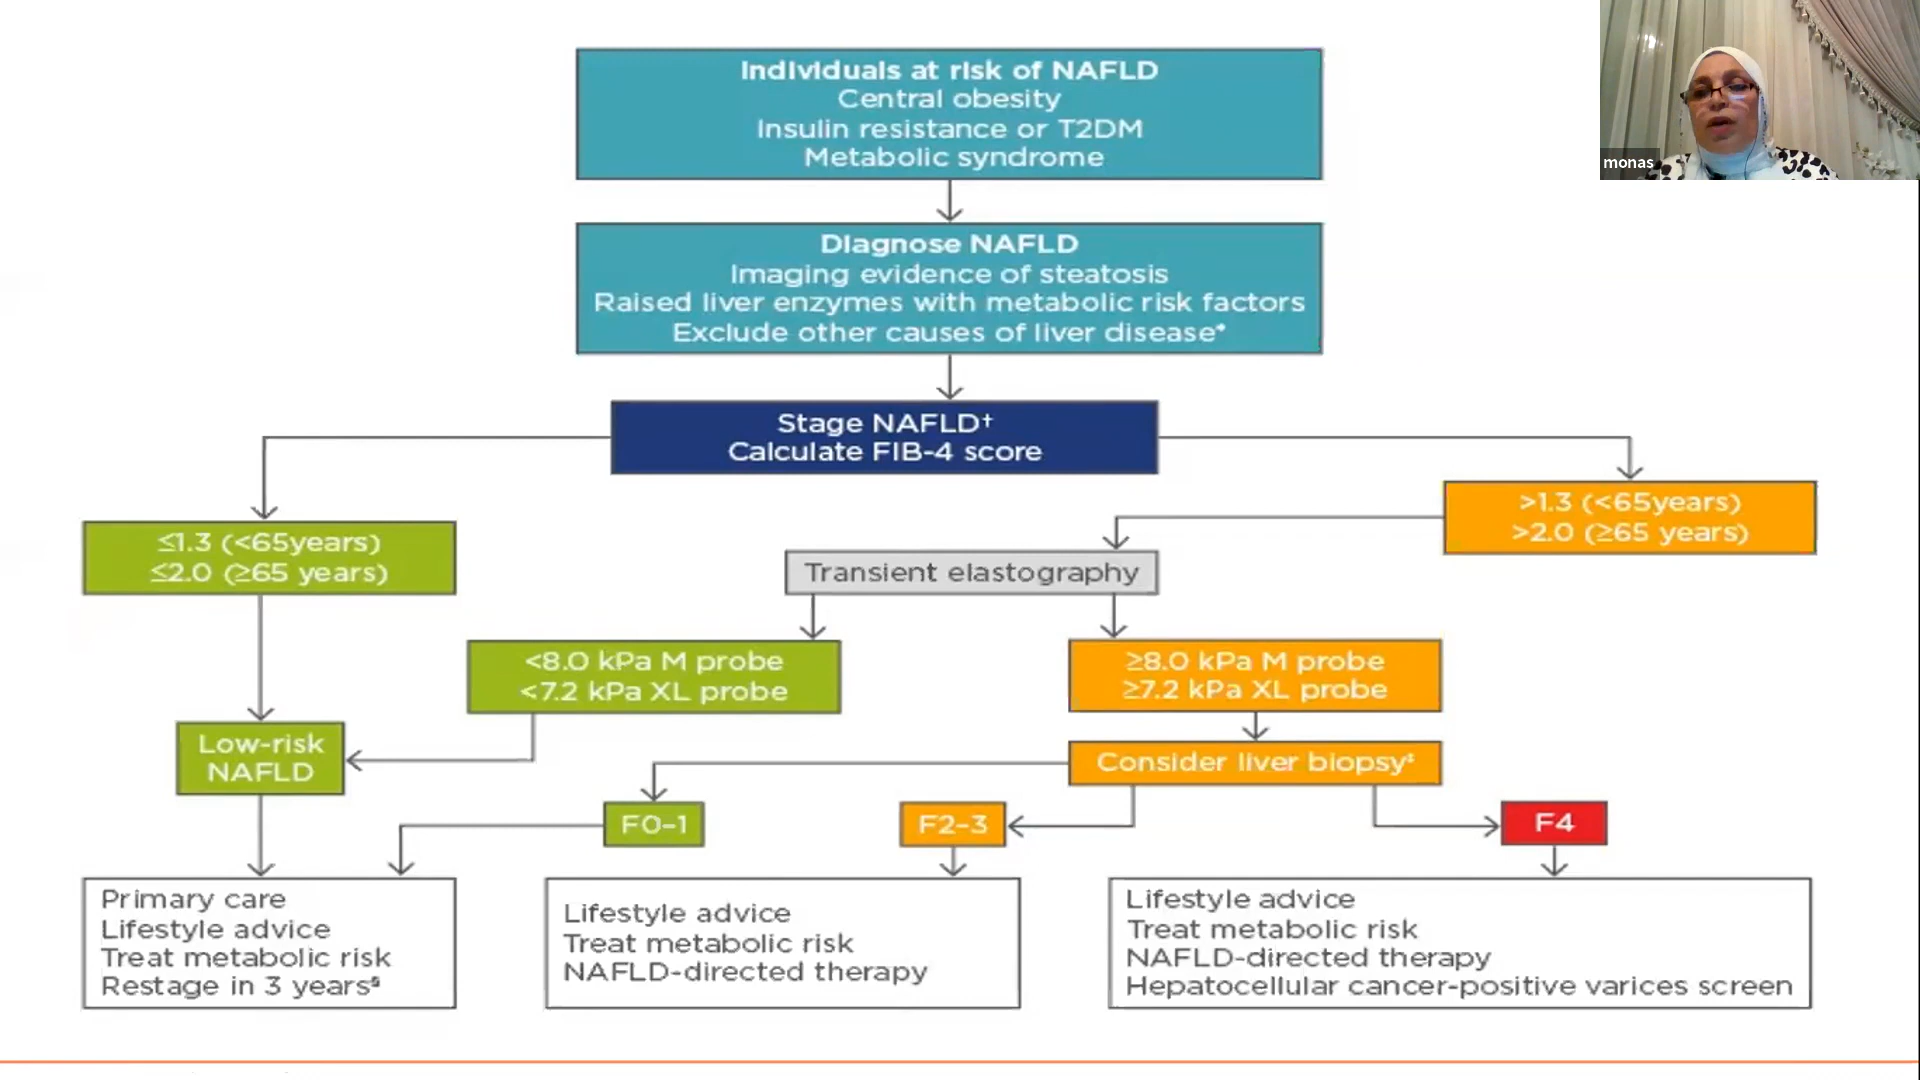 Individuals at risk of NAFLD
Central obesity
Insulin resistance or T2DM
Metabolic syndrome
monas
Diagnose NAFLD
Imaging evidence of steatosis
Raised liver enzymes with metabolic risk factors
Exclude other causes of liver disease*
Stage NAFLD†
Calculate FIB-4 score
≤1.3 (<65years)
≤2.0 (≥65 years)
>1.3 (<65years)
>2.0 (≥65 years)
Transient elastography
<8.0 kPa M probe
<7.2 kPa XL probe
≥8.0 kPa M probe
≥7.2 kPa XL probe
Low-risk
NAFLD
Consider liver biopsy‡
F0–1
F2–3
F4
Primary care
Lifestyle advice
Treat metabolic risk
Restage in 3 years§
Lifestyle advice
Treat metabolic risk
NAFLD-directed therapy
Lifestyle advice
Treat metabolic risk
NAFLD-directed therapy
Hepatocellular cancer-positive varices screen